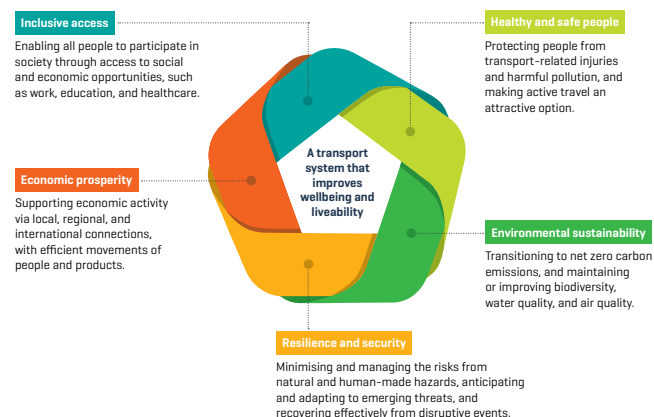 Inclusive access
Enabling all people to participate in
society through access to social
and economic opportunities, such
as work, education, and healthcare.
Healthy and safe people
Protecting people from
transport-related injuries
and harmful pollution, and
making active travel an
attractive option.
A transport
system that
improves
wellbeing and
liveability
Economic prosperity
Supporting economic activity
via local, regional, and
international connections,
with efficient movements of
people and products.
Environmental sustainability
Transitioning to net zero carbon
emissions, and maintaining
or improving biodiversity,
water quality, and air quality.
Resilience and security
Minimising and managing the risks from
natural and human-made hazards, anticipating
and adapting to emerging threats, and
recovering effectively from disruptive events.